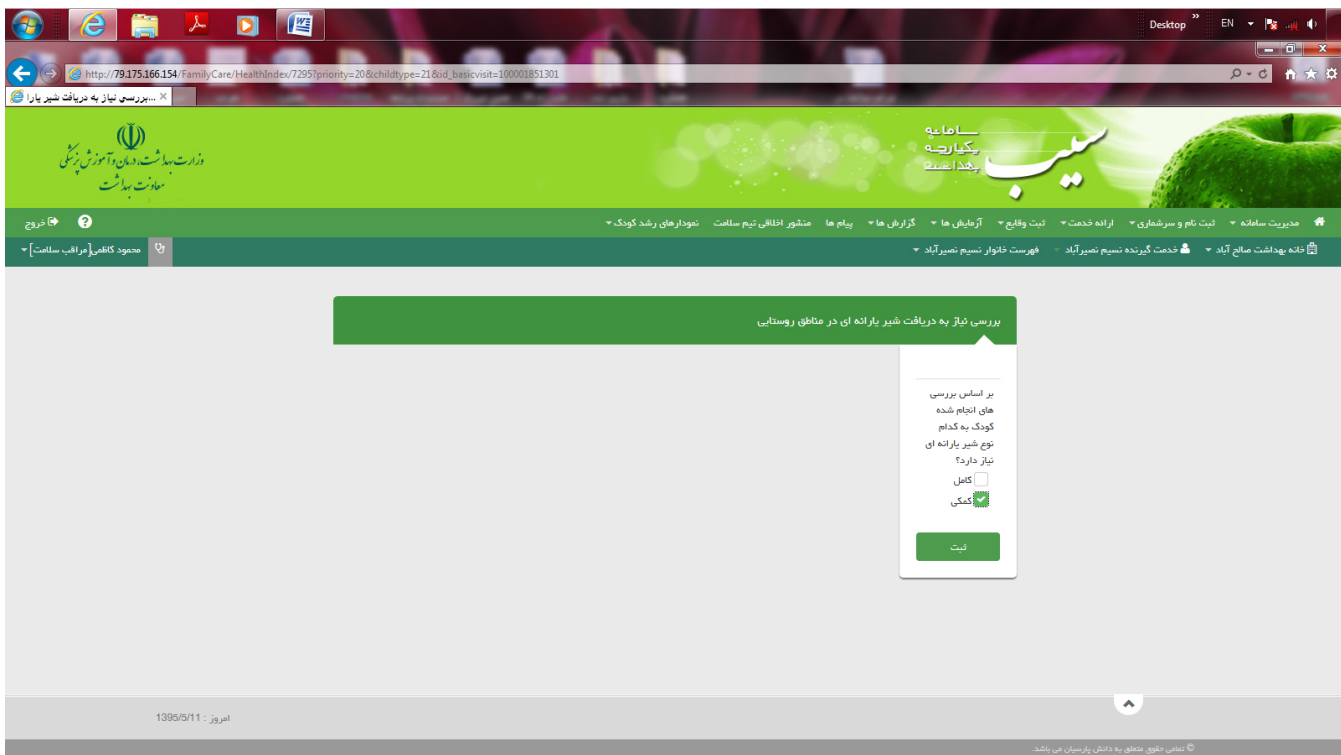 Desktop »
EN
http://79.175.166.154/FamilyCare/HealthIndex/7295?priority=20&childtype=21&id_basicvisit=100001851301
بررسی نیاز به دریافت شیر یارا...
سامانه
یکپارچه
بهداشت
سیب
وزارت بهداشت، درمان و آموزش پزشکی
معاونت بهداشت
مدیریت سامانه ثبت نام و سرشماری ارائه خدمت ثبت وقایع آزمایش ها گزارش ها پیام ها منشور اخلاقی تیم سلامت نمودارهای رشد کودک
خروج
خانه بهداشت صالح آباد خدمت گیرنده نسیم نصیرآباد فهرست خانوار نسیم نصیرآباد
محمود کاظمی[مراقب سلامت]
بررسی نیاز به دریافت شیر یارانه ای در مناطق روستایی
بر اساس بررسی
های انجام شده
کودک به کدام
نوع شیر یارانه ای
نیاز دارد؟
کامل
کمکی
ثبت
امروز : 1395/5/11
© تمامی حقوق متعلق به دانش پارسیان می باشد.